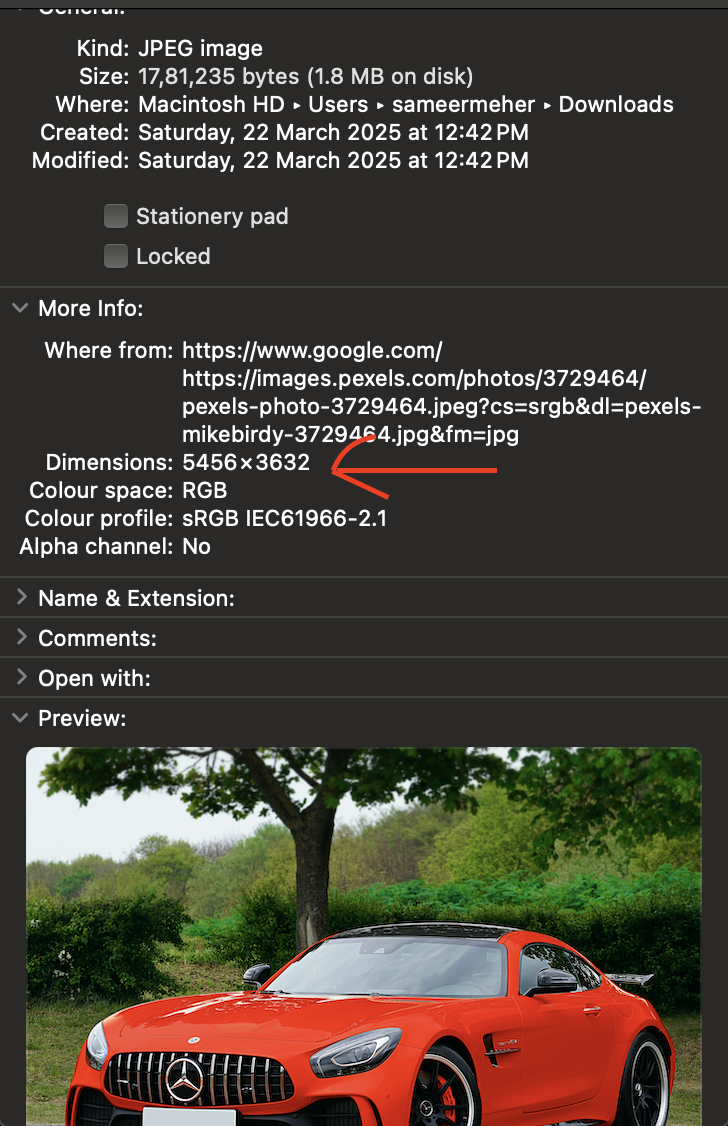 General:
Kind: JPEG image
Size: 17,81,235 bytes (1.8 MB on disk)
Where: Macintosh HD ▸ Users ▸ sameermeher ▸ Downloads
Created: Saturday, 22 March 2025 at 12:42 PM
Modified: Saturday, 22 March 2025 at 12:42 PM
Stationery pad
Locked
More Info:
Where from: https://www.google.com/
https://images.pexels.com/photos/3729464/
pexels-photo-3729464.jpeg?cs=srgb&dl=pexels-
mikebirdy-3729464.jpg&fm=jpg
Dimensions: 5456×3632
Colour space: RGB
Colour profile: sRGB IEC61966-2.1
Alpha channel: No
Name & Extension:
Comments:
Open with:
Preview: